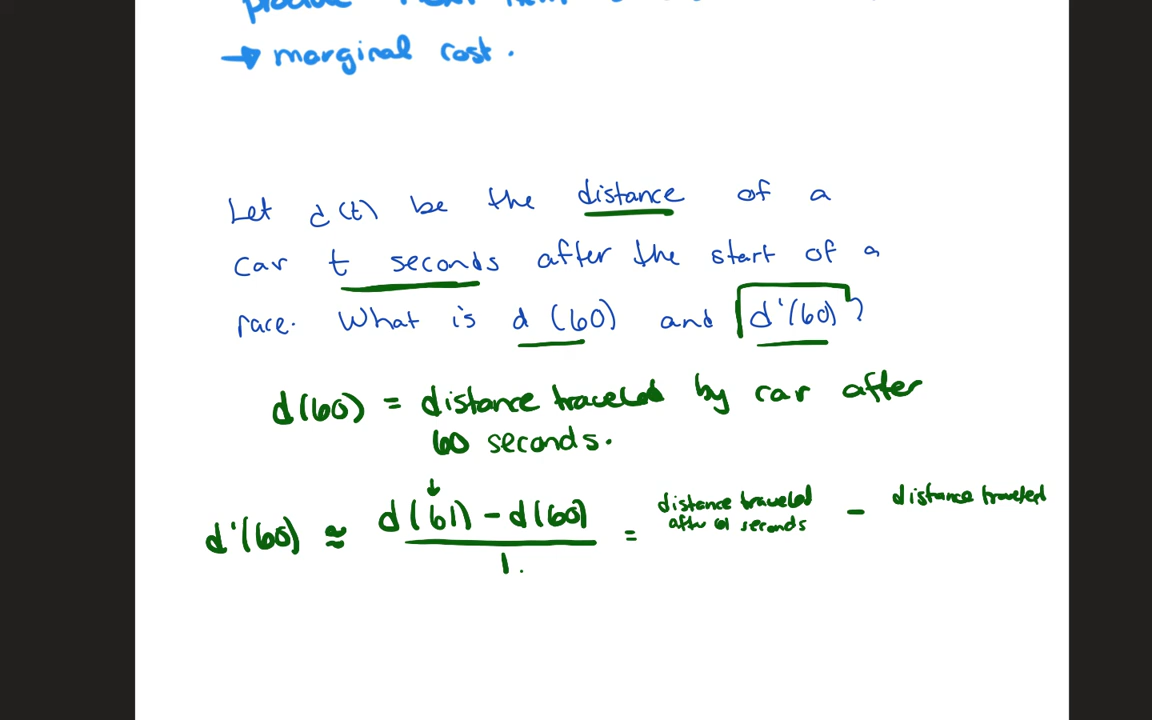 → marginal cost.
Let d(t) be the distance of a
car t seconds after the start of a
race. What is d (60) and d'(60)?
d(60) = distance traveled by car after
60 seconds.
d'(60) ≈ d(61) - d(60) / 1 = distance traveled after 61 seconds - distance traveled